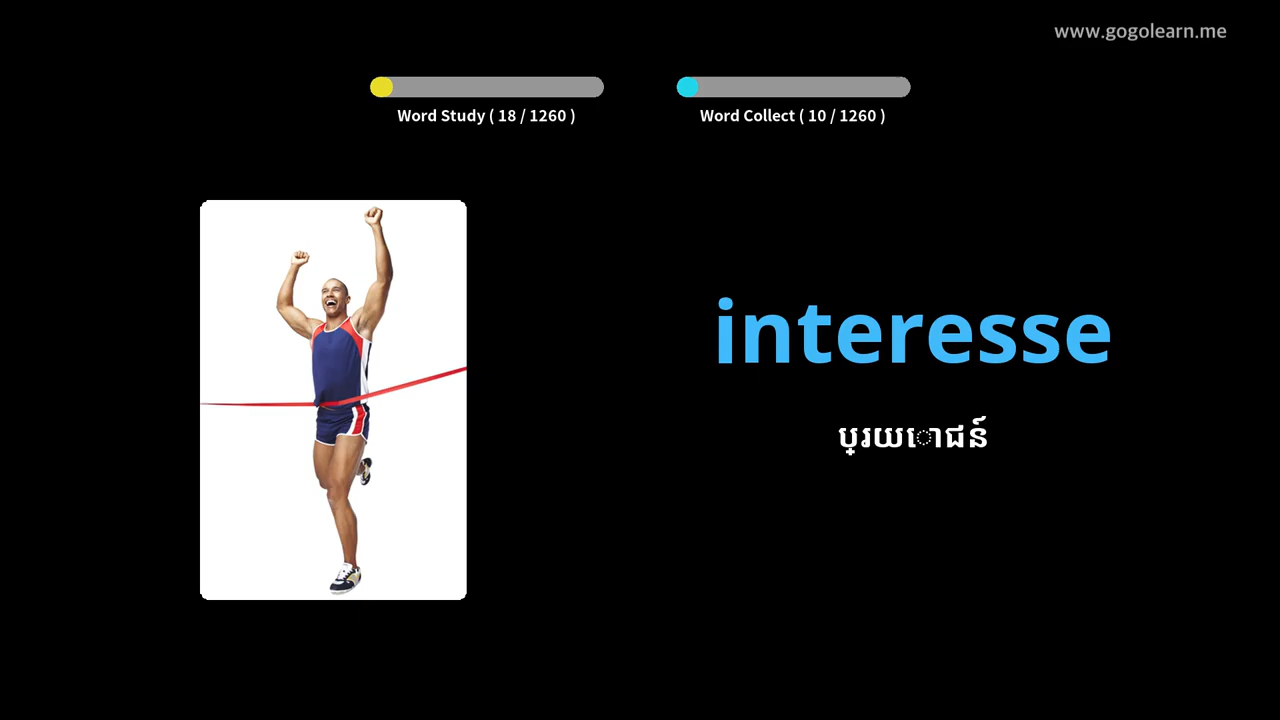 www.gogolearn.me
Word Study ( 18 / 1260 )
Word Collect ( 10 / 1260 )
interesse
ប្រយោជន៍